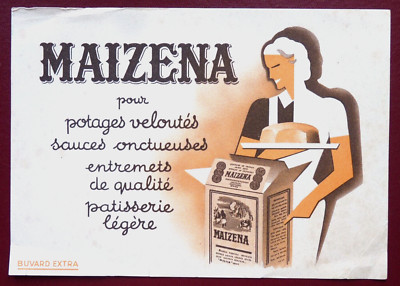 MAIZENA
pour
potages veloutés
sauces onctueuses
entremets
de qualité
patisserie
légère
MAIZENA
MAIZENA
BUVARD EXTRA